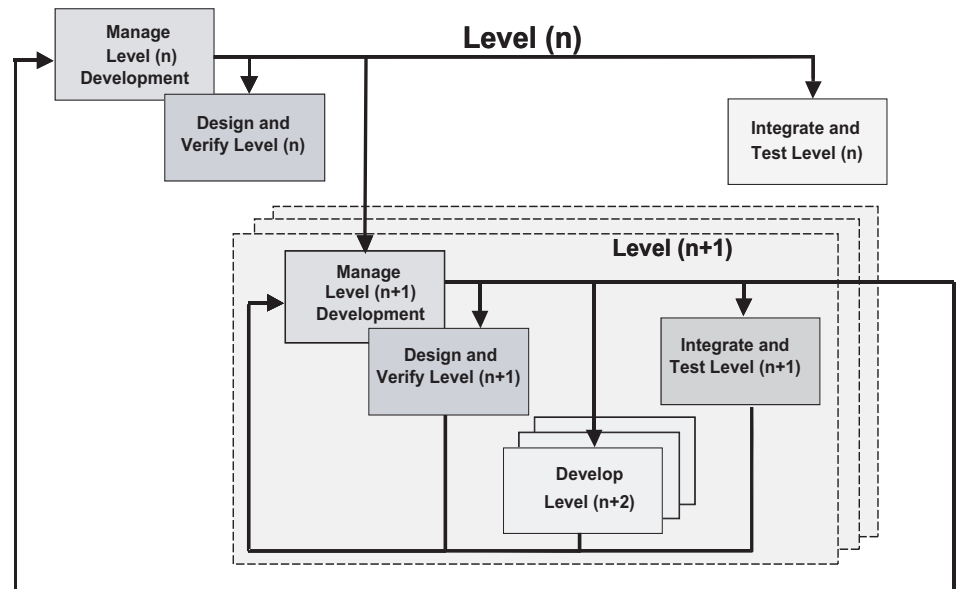 Manage
Level (n)
Development
Level (n)
Design and
Verify Level (n)
Integrate and
Test Level (n)
Level (n+1)
Manage
Level (n+1)
Development
Design and
Verify Level (n+1)
Integrate and
Test Level (n+1)
Develop
Level (n+2)